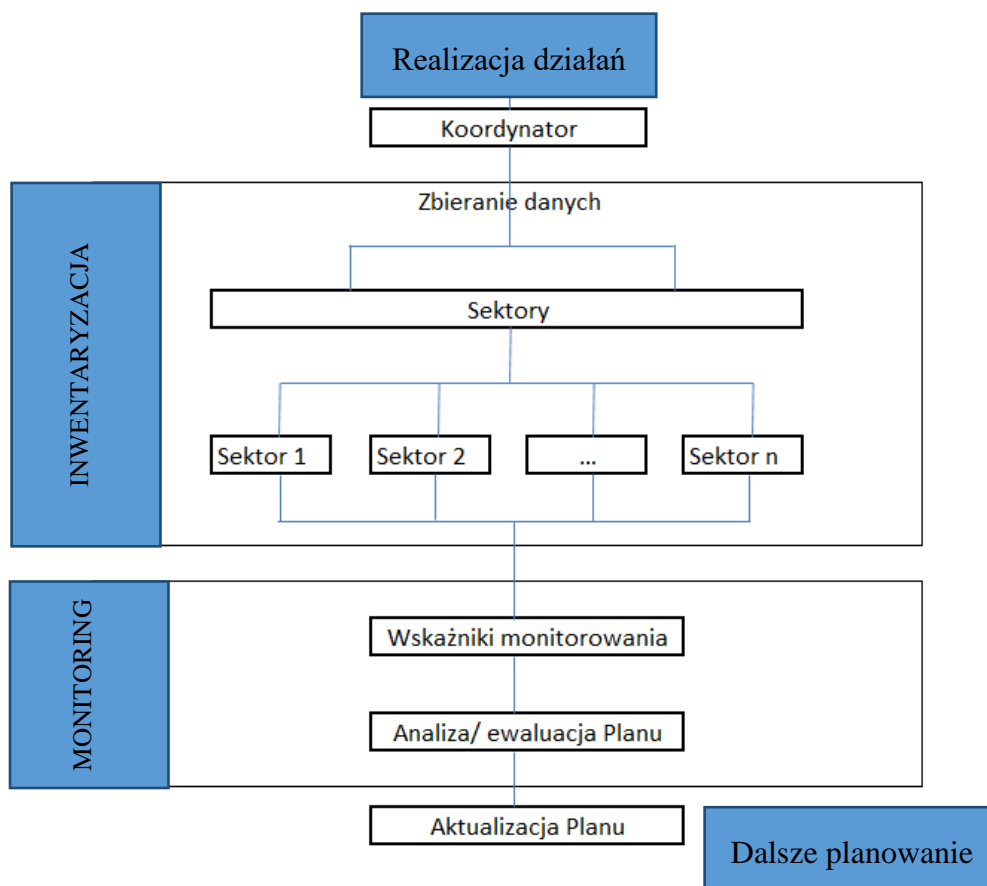 Realizacja działań
Koordynator
INWENTARYZACJA
Zbieranie danych
Sektory
Sektor 1
Sektor 2
...
Sektor n
MONITORING
Wskaźniki monitorowania
Analiza/ ewaluacja Planu
Aktualizacja Planu
Dalsze planowanie